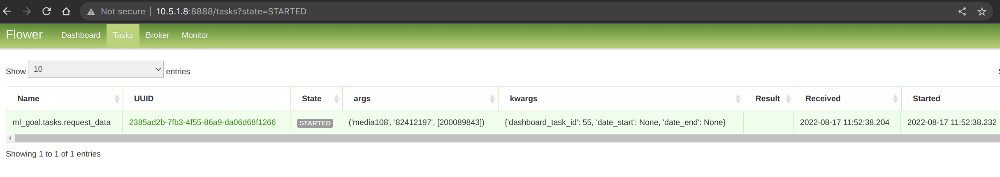 Not secure | 10.5.1.8:8888/tasks?state=STARTED
Flower Dashboard Tasks Broker Monitor
Show 10 entries
Name UUID State args kwargs Result Received Started
ml_goal.tasks.request_data 2385ad2b-7fb3-4f55-86a9-da06d68f1266 STARTED ('media108', '82412197', [200089843]) {'dashboard_task_id': 55, 'date_start': None, 'date_end': None} 2022-08-17 11:52:38.204 2022-08-17 11:52:38.232
Showing 1 to 1 of 1 entries